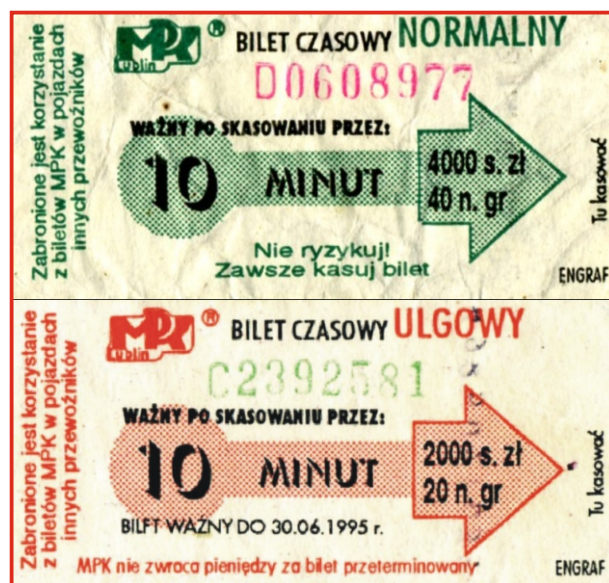 Zabronione jest korzystanie
z biletów MPK w pojazdach
innych przewoźników
MPK
Lublin
®
BILET CZASOWY NORMALNY
D0608977
WAŻNY PO SKASOWANIU PRZEZ:
10 MINUT
4000 s. zł
40 n. gr
Nie ryzykuj!
Zawsze kasuj bilet
Tu kasować
ENGRAF
Zabronione jest korzystanie
z biletów MPK w pojazdach
innych przewoźników
MPK
Lublin
®
BILET CZASOWY ULGOWY
C2392581
WAŻNY PO SKASOWANIU PRZEZ:
10 MINUT
2000 s. zł
20 n. gr
BILET WAŻNY DO 30.06.1995 r.
MPK nie zwraca pieniędzy za bilet przeterminowany
Tu kasować
ENGRAF